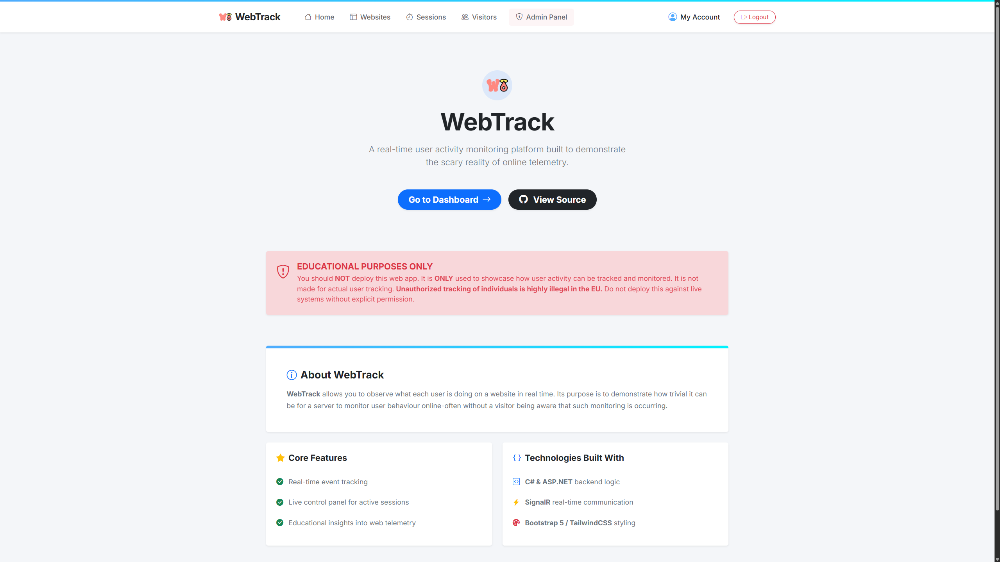 WebTrack
Home
Websites
Sessions
Visitors
Admin Panel
My Account
Logout
WebTrack
A real-time user activity monitoring platform built to demonstrate
the scary reality of online telemetry.
Go to Dashboard →
View Source
EDUCATIONAL PURPOSES ONLY
You should NOT deploy this web app. It is ONLY used to showcase how user activity can be tracked and monitored. It is not
made for actual user tracking. Unauthorized tracking of individuals is highly illegal in the EU. Do not deploy this against live
systems without explicit permission.
About WebTrack
WebTrack allows you to observe what each user is doing on a website in real time. Its purpose is to demonstrate how trivial it can
be for a server to monitor user behaviour online-often without a visitor being aware that such monitoring is occurring.
Core Features
Real-time event tracking
Live control panel for active sessions
Educational insights into web telemetry
{ } Technologies Built With
C# & ASP.NET backend logic
SignalR real-time communication
Bootstrap 5 / TailwindCSS styling